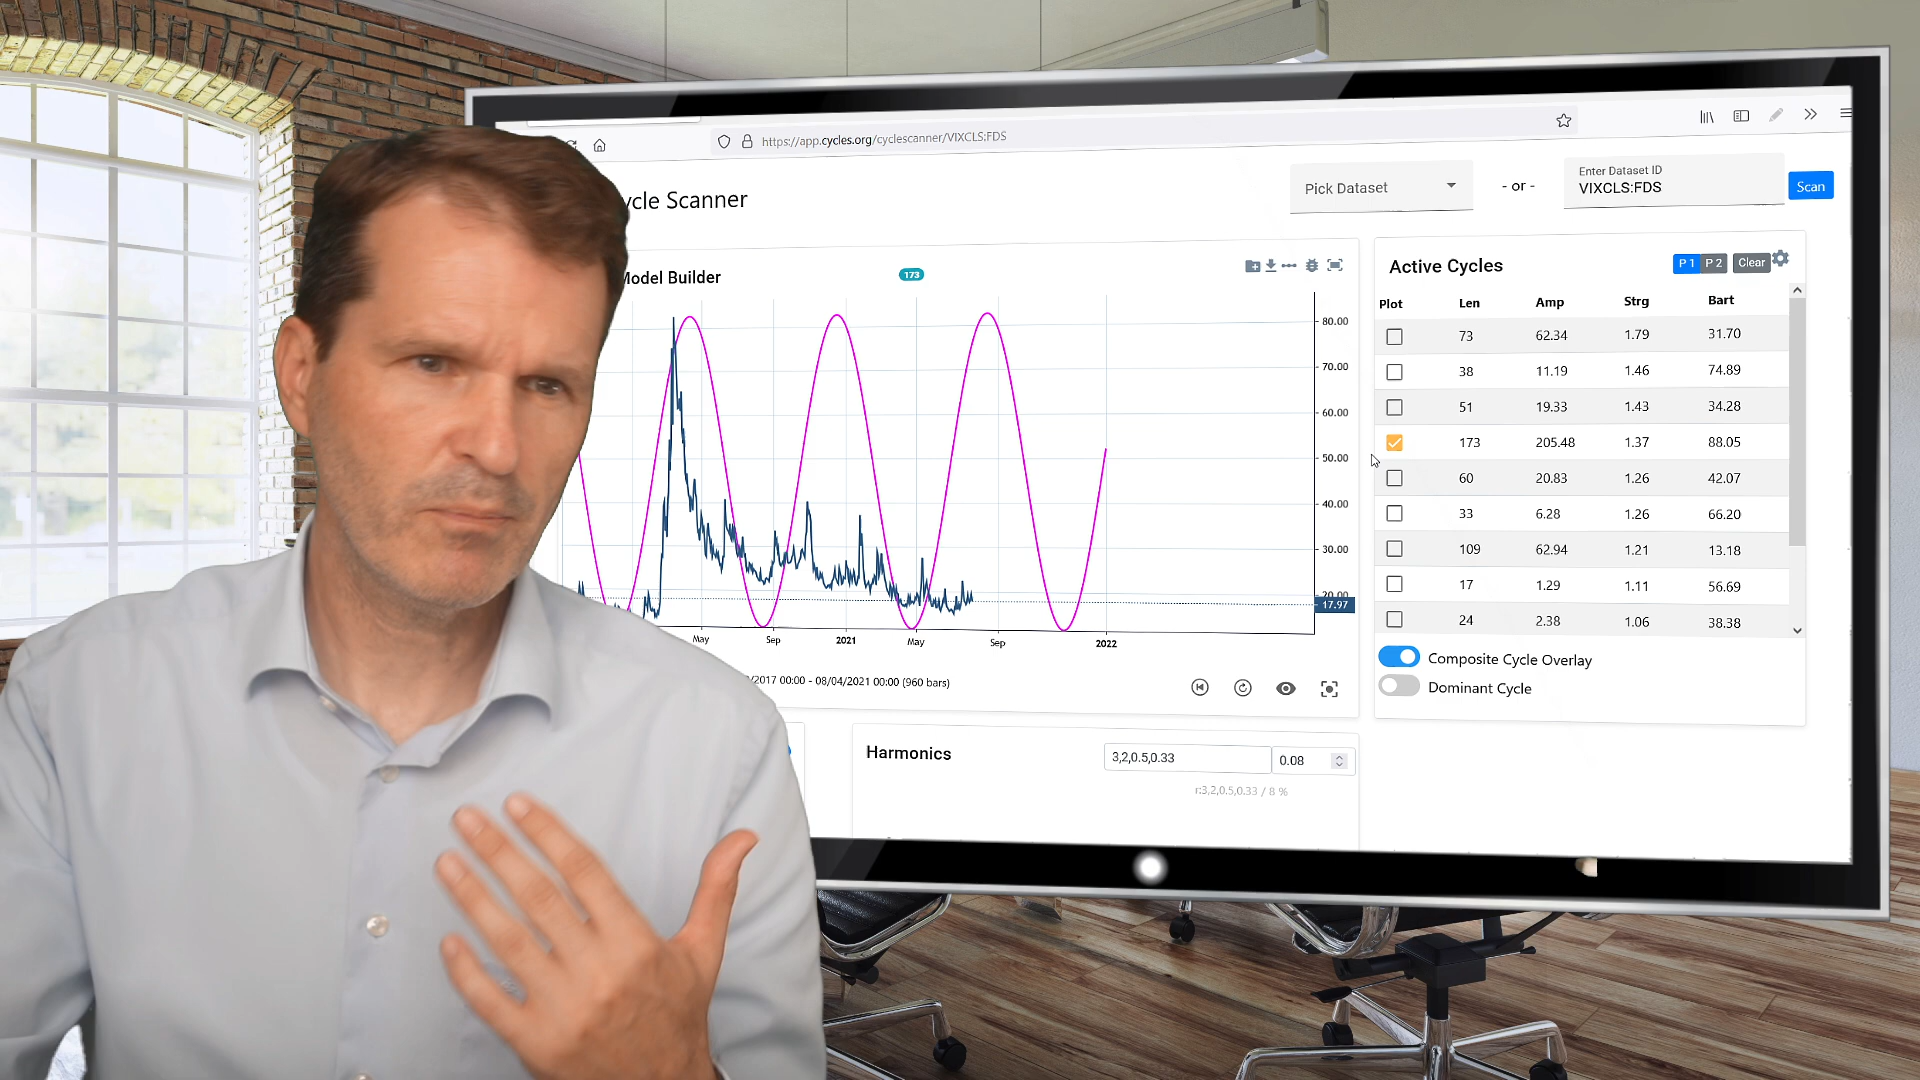 https://app.cycles.org/cyclescanner/VIXCLS:FDS
ycle Scanner
Pick Dataset
- or -
Enter Dataset ID
VIXCLS:FDS
Scan
Model Builder
173
80.00
70.00
60.00
50.00
40.00
30.00
20.00
17.97
May Sep 2021 May Sep 2022
/2017 00:00 - 08/04/2021 00:00 (960 bars)
Active Cycles
P 1 P 2 Clear
Plot Len Amp Strg Bart
73 62.34 1.79 31.70
38 11.19 1.46 74.89
51 19.33 1.43 34.28
173 205.48 1.37 88.05
60 20.83 1.26 42.07
33 6.28 1.26 66.20
109 62.94 1.21 13.18
17 1.29 1.11 56.69
24 2.38 1.06 38.38
Composite Cycle Overlay
Dominant Cycle
Harmonics
3,2,0.5,0.33
0.08
r:3,2,0.5,0.33 / 8 %